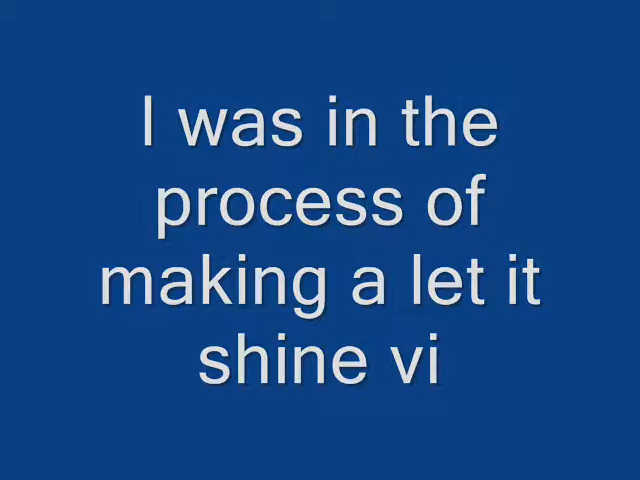 I was in the
process of
making a let it
shine vi